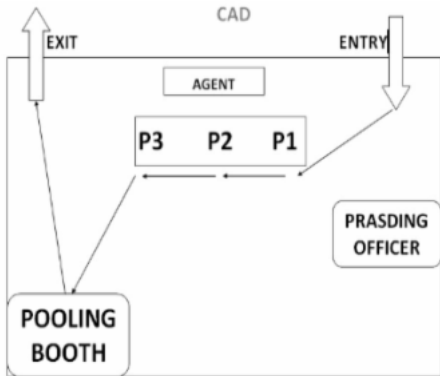 CAD
EXIT
ENTRY
AGENT
P3 P2 P1
PRASDING
OFFICER
POOLING
BOOTH